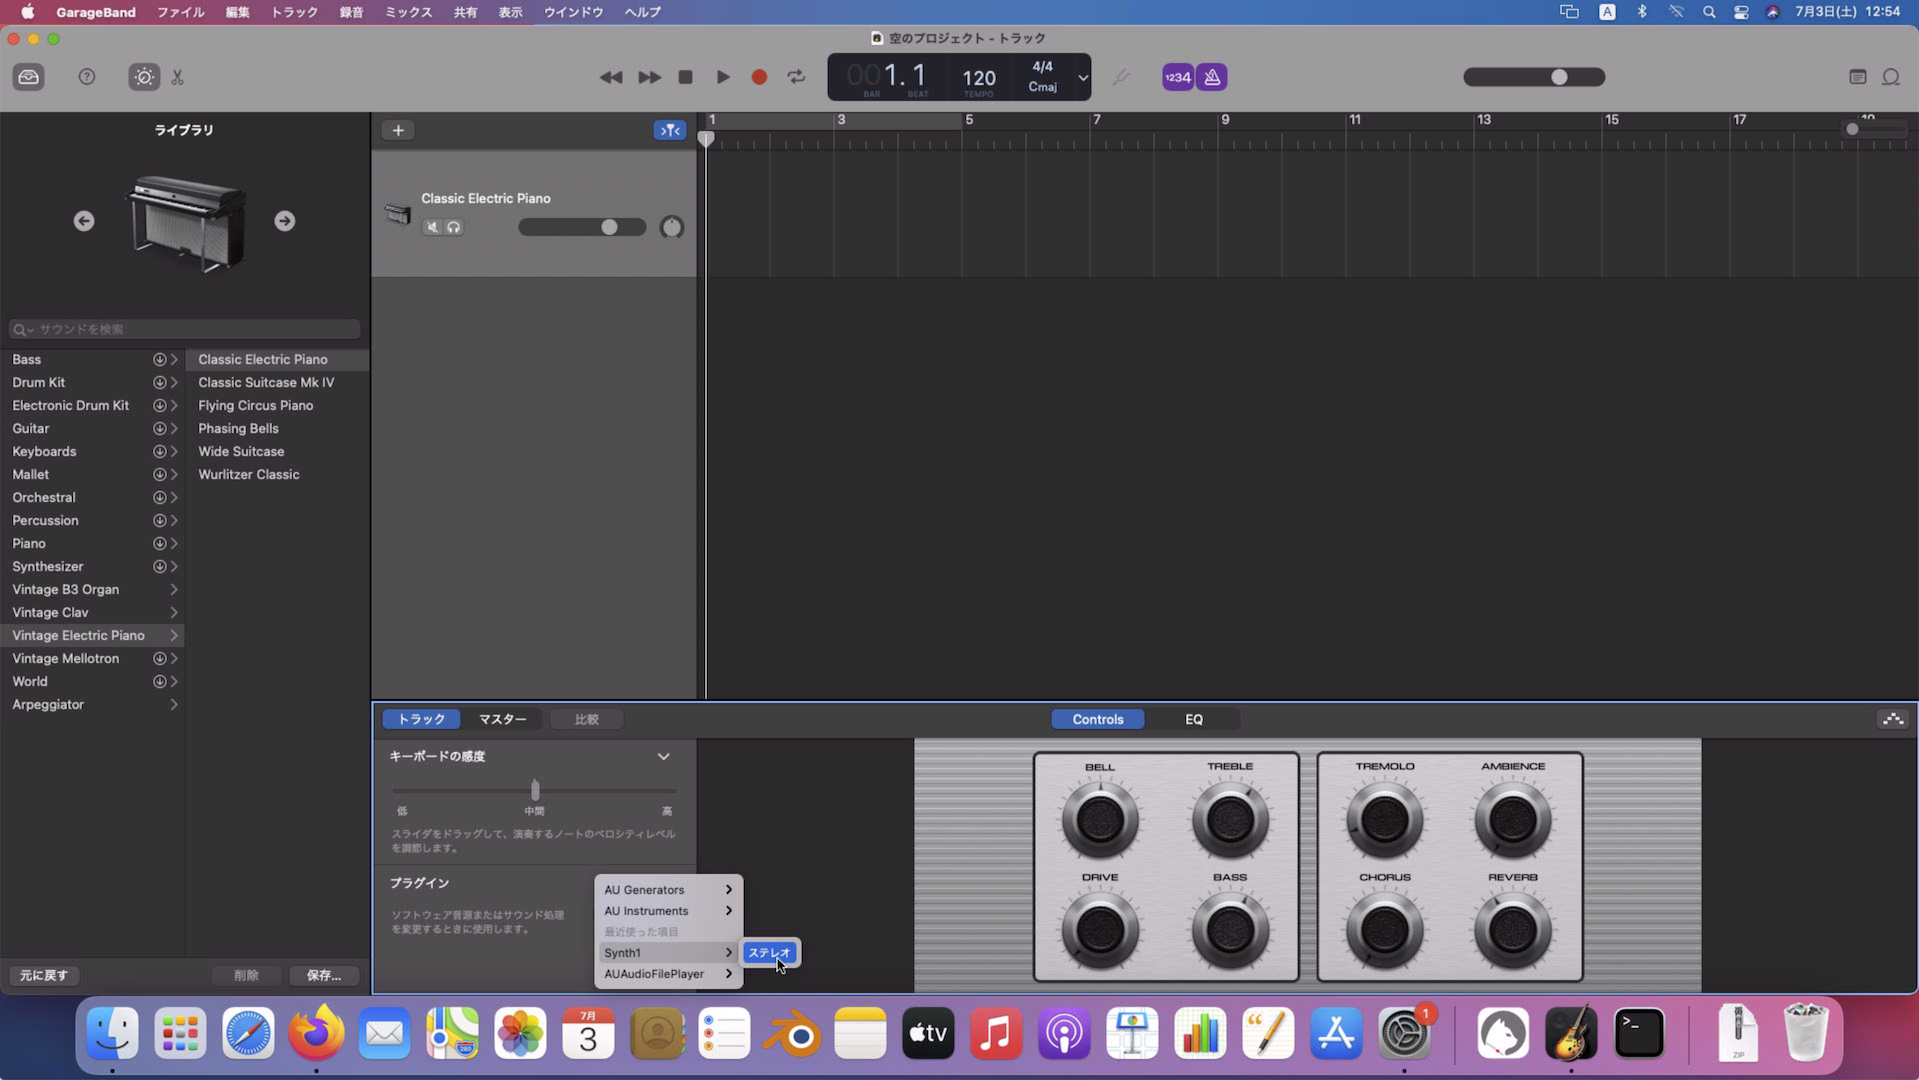 GarageBand ファイル 編集 トラック 録音 ミックス 共有 表示 ウインドウ ヘルプ
A 7月3日(土) 12:54
空のプロジェクト - トラック
001. 1
BAR BEAT
120
TEMPO
4/4
Cmaj
1234
ライブラリ
サウンドを検索
Bass
Drum Kit
Electronic Drum Kit
Guitar
Keyboards
Mallet
Orchestral
Percussion
Piano
Synthesizer
Vintage B3 Organ
Vintage Clav
Vintage Electric Piano
Vintage Mellotron
World
Arpeggiator
Classic Electric Piano
Classic Suitcase Mk IV
Flying Circus Piano
Phasing Bells
Wide Suitcase
Wurlitzer Classic
元に戻す 削除 保存...
1 3 5 7 9 11 13 15 17
Classic Electric Piano
トラック マスター 比較
Controls EQ
キーボードの感度
低 中間 高
スライダをドラッグして、演奏するノートのベロシティレベル
を調節します。
プラグイン
ソフトウェア音源またはサウンド処理
を変更するときに使用します。
AU Generators
AU Instruments
最近使った項目
Synth1
AUAudioFilePlayer
ステレオ
BELL TREBLE TREMOLO AMBIENCE
DRIVE BASS CHORUS REVERB
7月
3
280
tv
1
>_
ZIP